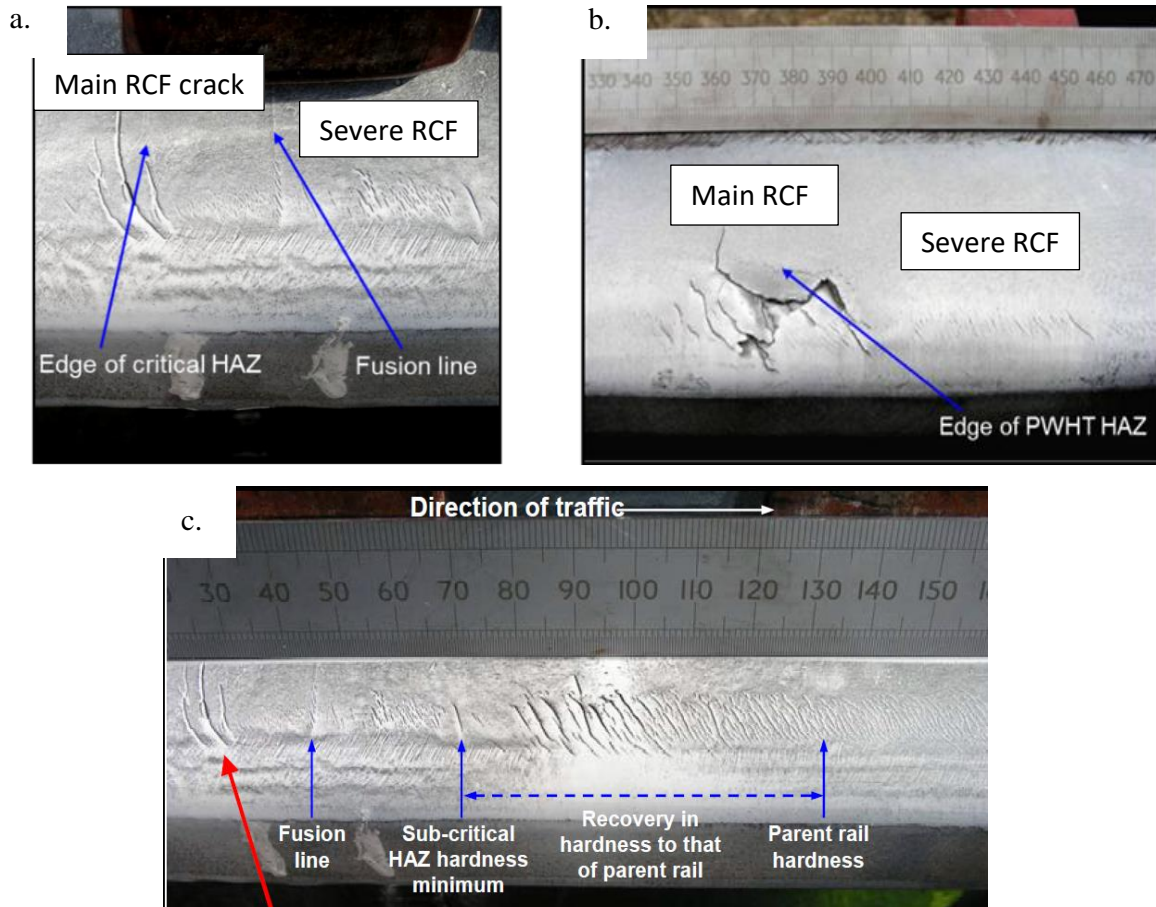 a.
Main RCF crack
Severe RCF
Edge of critical HAZ
Fusion line
b.
330 340 350 360 370 380 390 400 410 420 430 440 450 460 470
Main RCF
Severe RCF
Edge of PWHT HAZ
c.
Direction of traffic
30 40 50 60 70 80 90 100 110 120 130 140 150
Fusion
line
Sub-critical
HAZ hardness
minimum
Recovery in
hardness to that
of parent rail
Parent rail
hardness